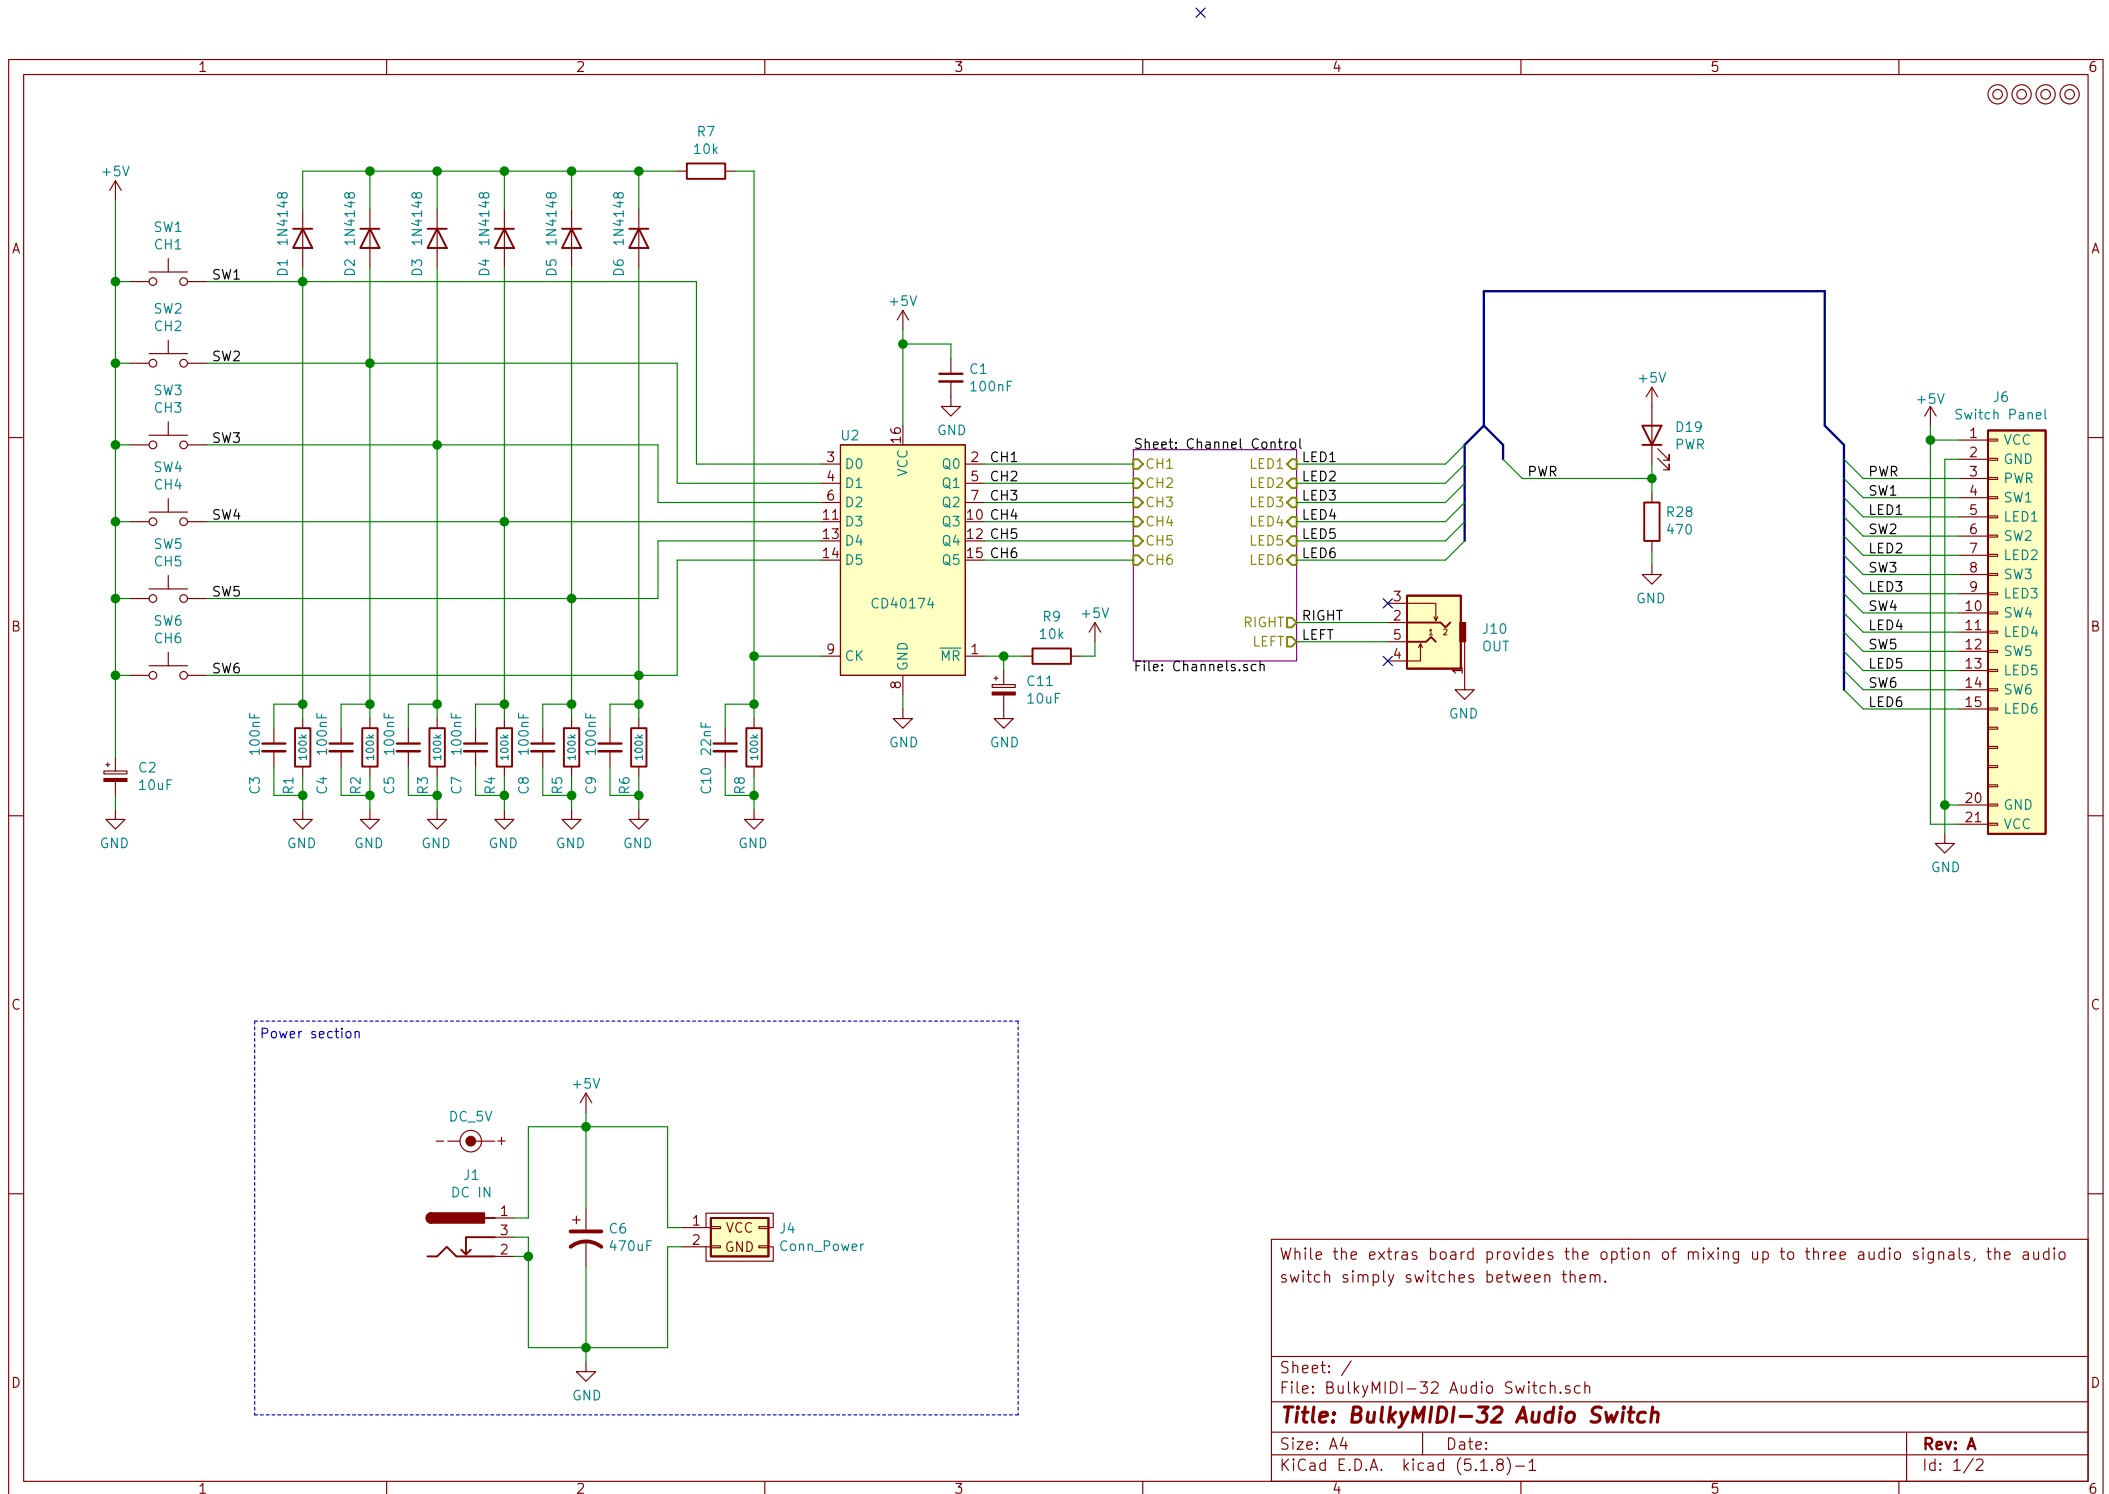 1 2 3 4 5 6
A
B
C
D
A
B
C
D
R7
10k
+5V
D1 1N4148
D2 1N4148
D3 1N4148
D4 1N4148
D5 1N4148
D6 1N4148
SW1
CH1
SW1
SW2
CH2
SW2
SW3
CH3
SW3
SW4
CH4
SW4
SW5
CH5
SW5
SW6
CH6
SW6
C2
10uF
+
GND
C3 100nF
R1
100k
GND
C4 100nF
R2
100k
GND
C5 100nF
R3
100k
GND
C7 100nF
R4
100k
GND
C8 100nF
R5
100k
GND
C9 100nF
R6
100k
GND
C10 22nF
R8
100k
GND
+5V
C1
100nF
GND
U2
16
VCC
3 D0 Q0 2 CH1
4 D1 Q1 5 CH2
6 D2 Q2 7 CH3
11 D3 Q3 10 CH4
13 D4 Q4 12 CH5
14 D5 Q5 15 CH6
CD40174
9 CK GND MR 1
8
GND
R9
10k
+5V
+
C11
10uF
GND
Sheet: Channel Control
CH1 LED1 LED1
CH2 LED2 LED2
CH3 LED3 LED3
CH4 LED4 LED4
CH5 LED5 LED5
CH6 LED6 LED6
RIGHT RIGHT
LEFT LEFT
File: Channels.sch
3
2
5
4
1 2
1
J10
OUT
GND
PWR
+5V
D19
PWR
R28
470
GND
+5V
J6
Switch Panel
1 VCC
2 GND
PWR 3 PWR
SW1 4 SW1
LED1 5 LED1
SW2 6 SW2
LED2 7 LED2
SW3 8 SW3
LED3 9 LED3
SW4 10 SW4
LED4 11 LED4
SW5 12 SW5
LED5 13 LED5
SW6 14 SW6
LED6 15 LED6
20 GND
21 VCC
GND
Power section
+5V
DC_5V
- +
J1
DC IN
1
3
2
+
C6
470uF
1 VCC
2 GND
J4
Conn_Power
GND
While the extras board provides the option of mixing up to three audio signals, the audio
switch simply switches between them.
Sheet: /
File: BulkyMIDI-32 Audio Switch.sch
Title: BulkyMIDI-32 Audio Switch
Size: A4 Date: Rev: A
KiCad E.D.A. kicad (5.1.8)-1 Id: 1/2
1 2 3 4 5 6